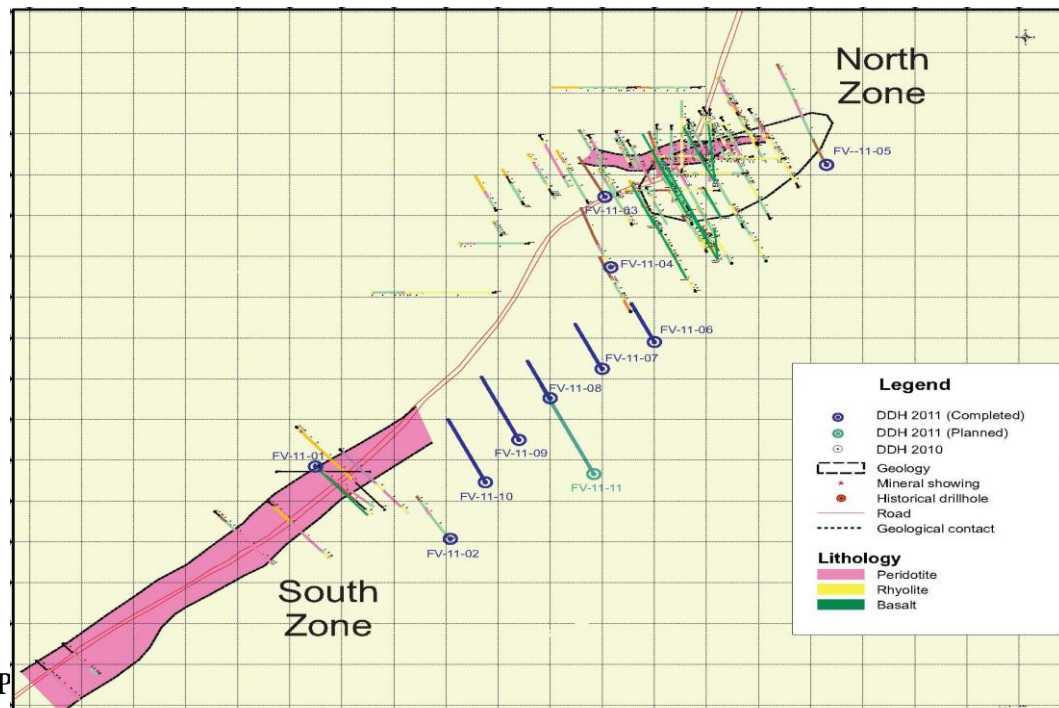 North
Zone
FV--11-05
FV-11-03
FV-11-04
FV-11-06
FV-11-07
FV-11-08
FV-11-09
FV-11-10
FV-11-11
FV-11-01
FV-11-02
South
Zone
Legend
DDH 2011 (Completed)
DDH 2011 (Planned)
DDH 2010
Geology
Mineral showing
Historical drillhole
Road
Geological contact
Lithology
Peridotite
Rhyolite
Basalt
P